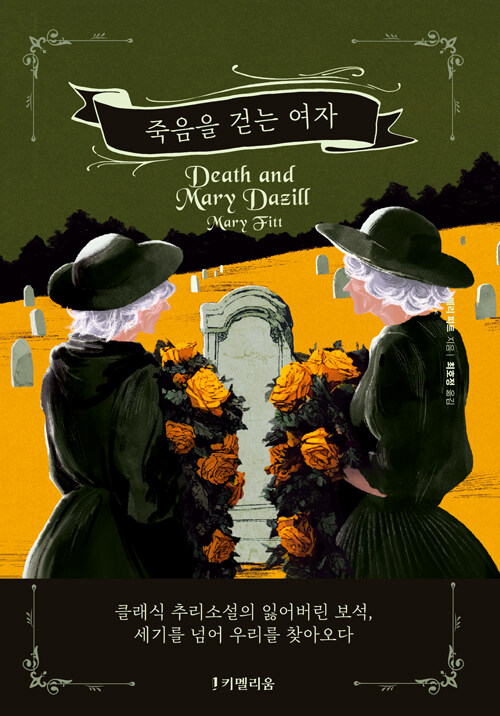 죽음을 걷는 여자
Death and
Mary Dazill
Mary Fitt
메리 피트 지음 | 최호정 옮김
클래식 추리소설의 잃어버린 보석,
세기를 넘어 우리를 찾아오다
키멜리움